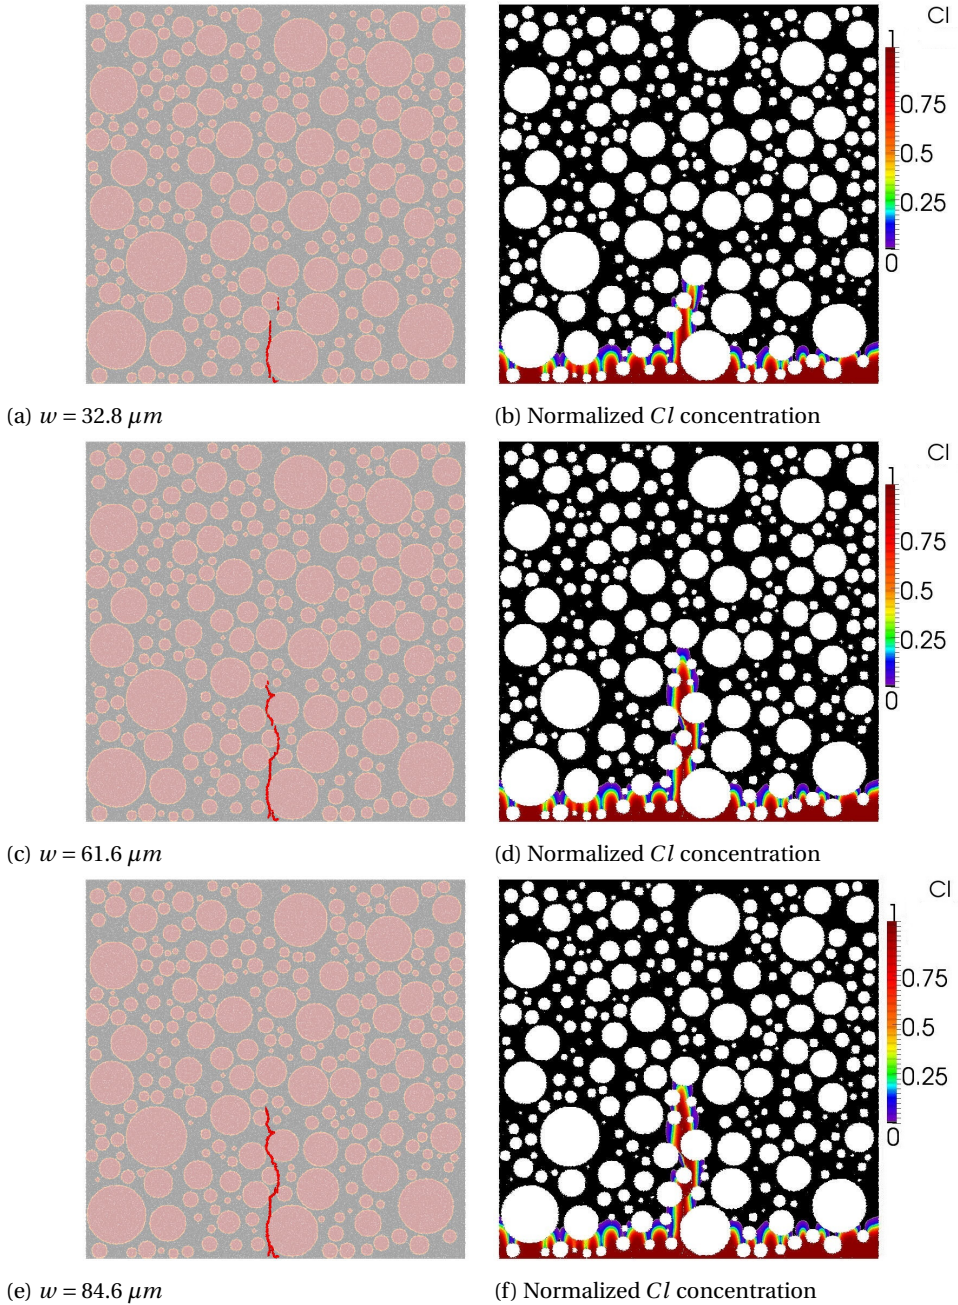 Cl
1
0.75
0.5
0.25
0
(a) w = 32.8 μm
(b) Normalized Cl concentration
Cl
1
0.75
0.5
0.25
0
(c) w = 61.6 μm
(d) Normalized Cl concentration
Cl
1
0.75
0.5
0.25
0
(e) w = 84.6 μm
(f) Normalized Cl concentration